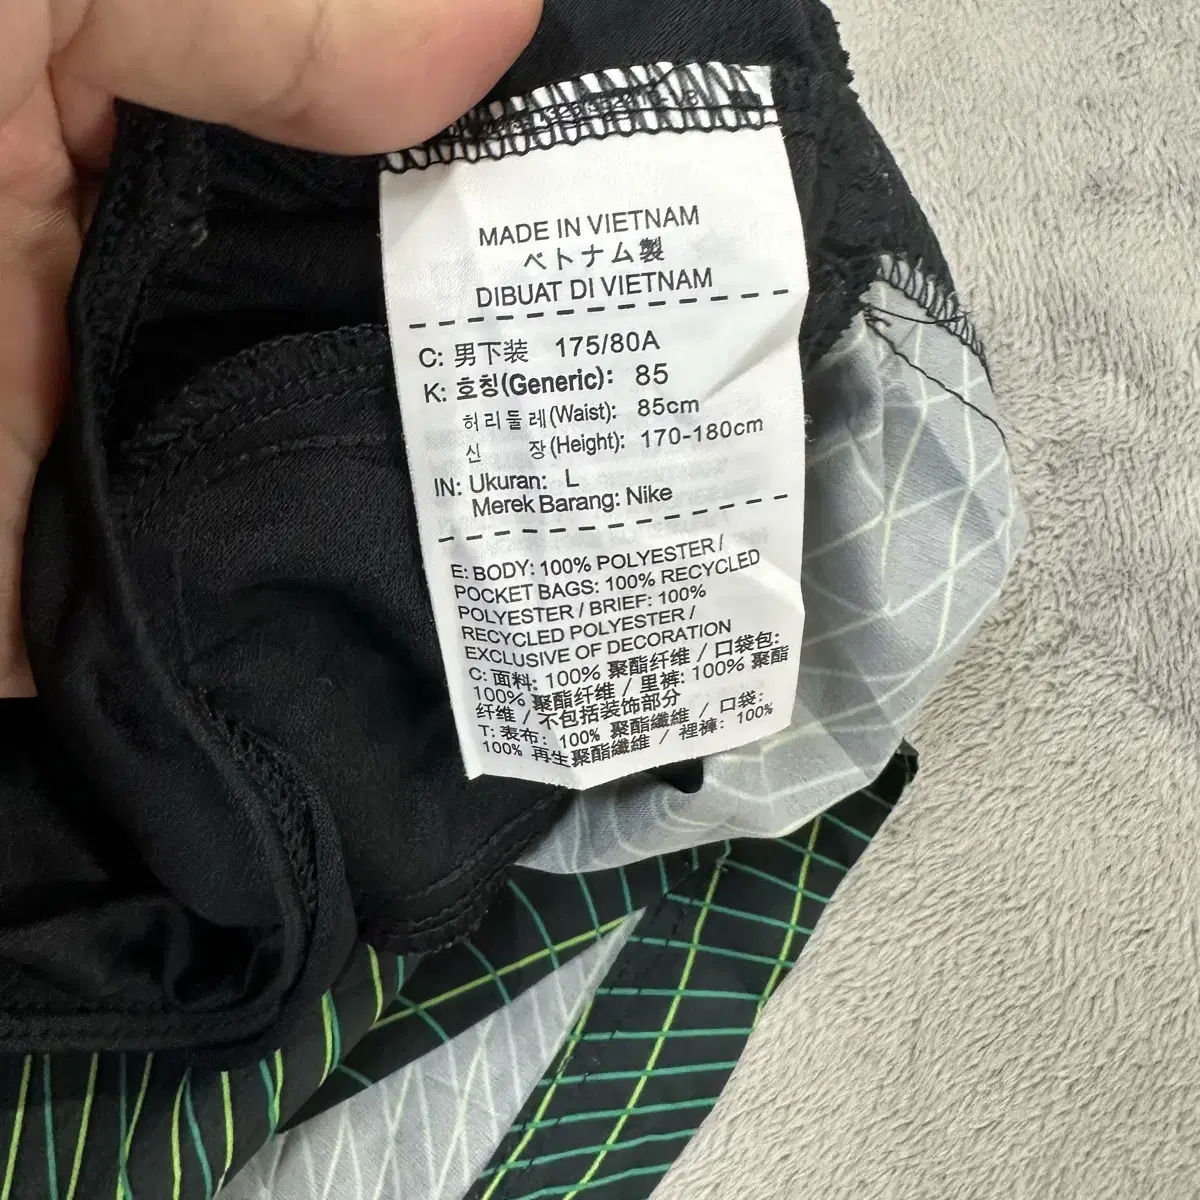 MADE IN VIETNAM
ベトナム製
DIBUAT DI VIETNAM
C: 男下装 175/80A
K: 호칭(Generic): 85
허리둘레(Waist): 85cm
신 장(Height): 170-180cm
IN: Ukuran: L
Merek Barang: Nike
E: BODY: 100% POLYESTER /
POCKET BAGS: 100% RECYCLED
POLYESTER / BRIEF: 100%
RECYCLED POLYESTER /
EXCLUSIVE OF DECORATION
C: 面料: 100% 聚酯纤维 / 口袋包:
100% 聚酯纤维 / 里裤: 100% 聚酯
纤维 / 不包括装饰部分
T: 表布: 100% 聚酯纖維 / 口袋:
100% 再生聚酯纖維 / 裡褲: 100%